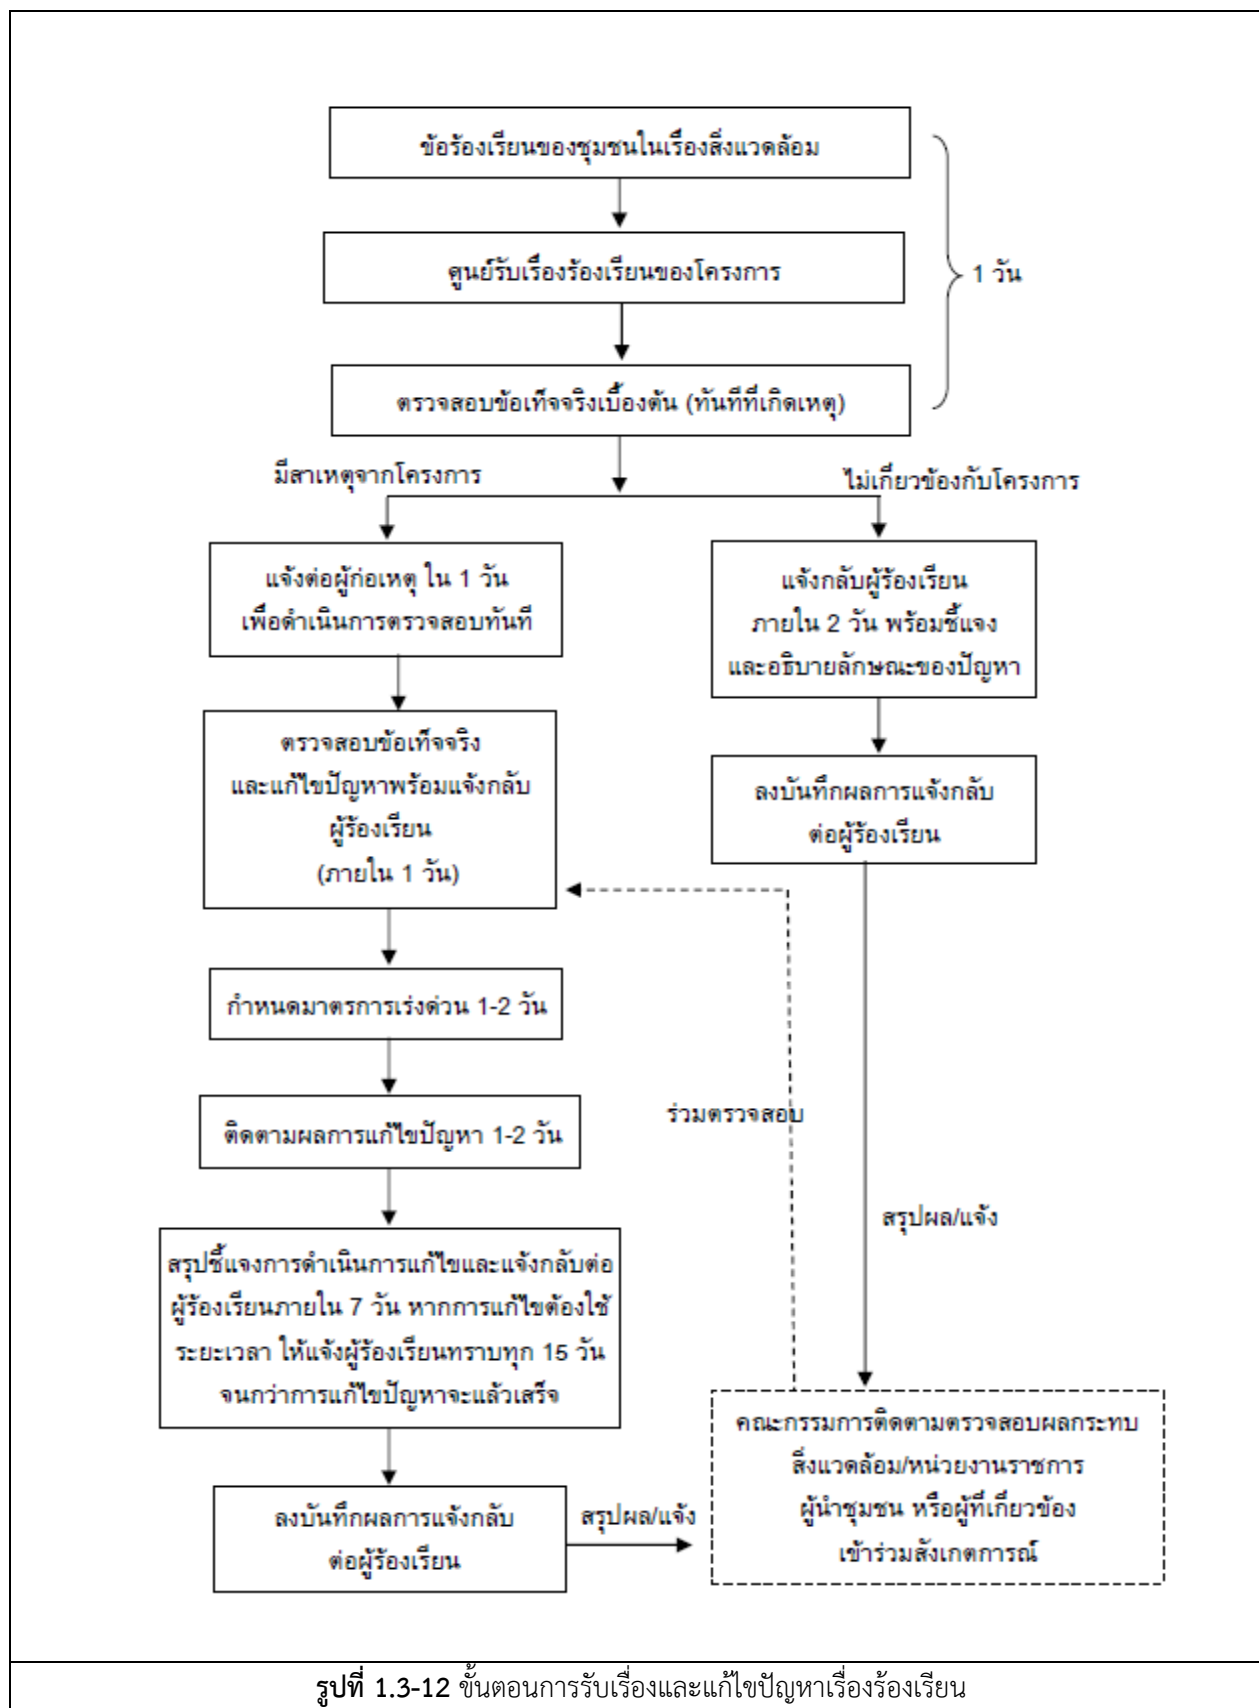 ข้อร้องเรียนของชุมชนในเรื่องสิ่งแวดล้อม
ศูนย์รับเรื่องร้องเรียนของโครงการ
1 วัน
ตรวจสอบข้อเท็จจริงเบื้องต้น (ทันทีที่เกิดเหตุ)
มีสาเหตุจากโครงการ
ไม่เกี่ยวข้องกับโครงการ
แจ้งต่อผู้ก่อเหตุ ใน 1 วัน
เพื่อดำเนินการตรวจสอบทันที
แจ้งกลับผู้ร้องเรียน
ภายใน 2 วัน พร้อมชี้แจง
และอธิบายลักษณะของปัญหา
ตรวจสอบข้อเท็จจริง
และแก้ไขปัญหาพร้อมแจ้งกลับ
ผู้ร้องเรียน
(ภายใน 1 วัน)
ลงบันทึกผลการแจ้งกลับ
ต่อผู้ร้องเรียน
กำหนดมาตรการเร่งด่วน 1-2 วัน
ติดตามผลการแก้ไขปัญหา 1-2 วัน
ร่วมตรวจสอบ
สรุปผล/แจ้ง
สรุปชี้แจงการดำเนินการแก้ไขและแจ้งกลับต่อ
ผู้ร้องเรียนภายใน 7 วัน หากการแก้ไขต้องใช้
ระยะเวลา ให้แจ้งผู้ร้องเรียนทราบทุก 15 วัน
จนกว่าการแก้ไขปัญหาจะแล้วเสร็จ
ลงบันทึกผลการแจ้งกลับ
ต่อผู้ร้องเรียน
สรุปผล/แจ้ง
คณะกรรมการติดตามตรวจสอบผลกระทบ
สิ่งแวดล้อม/หน่วยงานราชการ
ผู้นำชุมชน หรือผู้ที่เกี่ยวข้อง
เข้าร่วมสังเกตการณ์
รูปที่ 1.3-12 ขั้นตอนการรับเรื่องและแก้ไขปัญหาเรื่องร้องเรียน